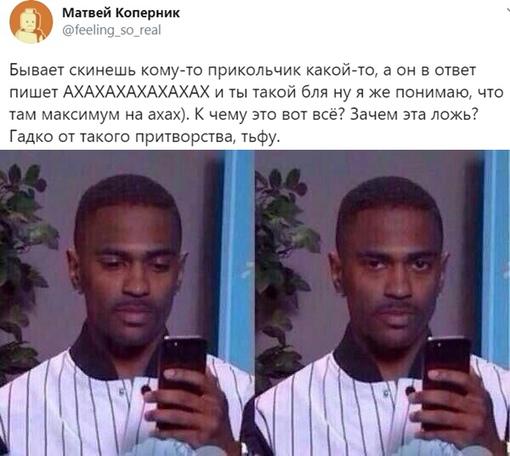 Матвей Коперник
@feeling_so_real
Бывает скинешь кому-то прикольчик какой-то, а он в ответ
пишет АХАХАХАХАХАХАХ и ты такой бля ну я же понимаю, что
там максимум на ахах). К чему это вот всё? Зачем эта ложь?
Гадко от такого притворства, тьфу.